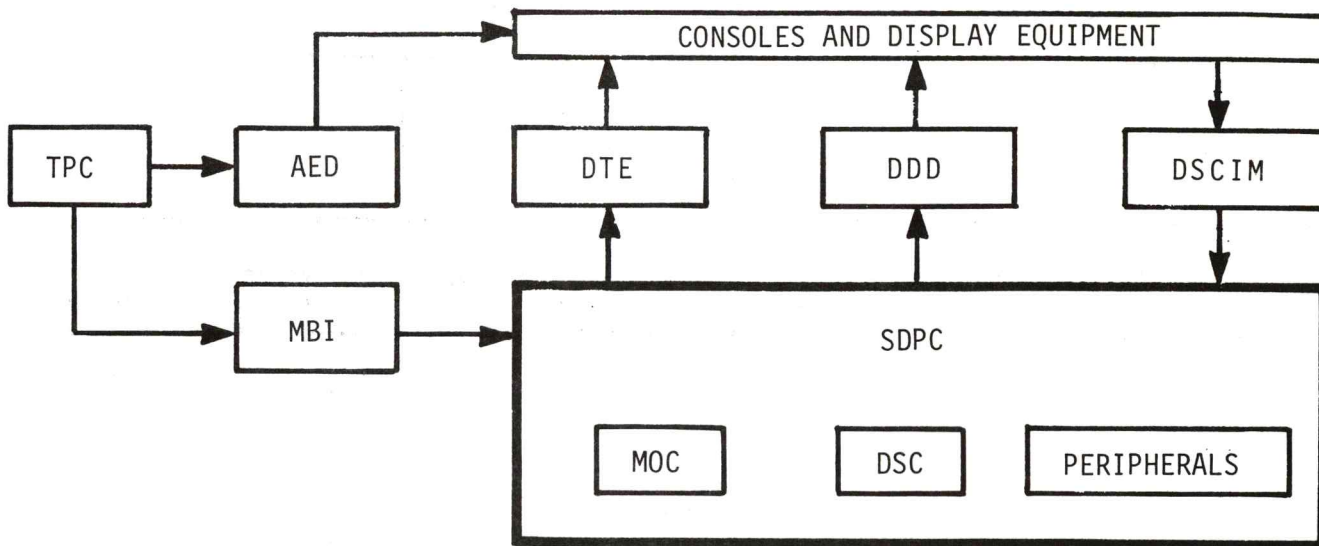 CONSOLES AND DISPLAY EQUIPMENT
TPC
AED
DTE
DDD
DSCIM
MBI
SDPC
MOC
DSC
PERIPHERALS